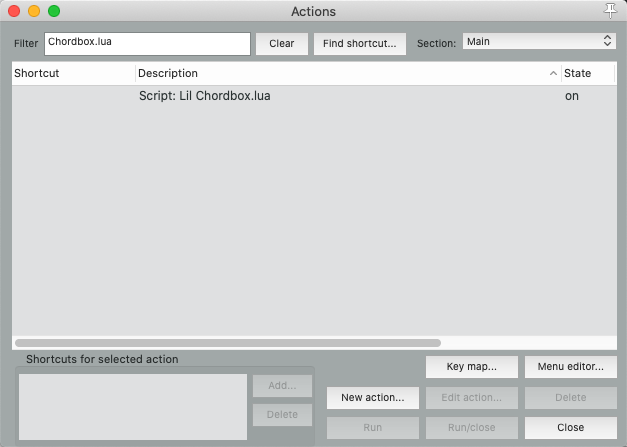 Actions
Filter Chordbox.lua Clear Find shortcut... Section: Main
Shortcut Description State
Script: Lil Chordbox.lua on
Shortcuts for selected action
Key map... Menu editor...
Add... New action... Edit action... Delete
Delete Run Run/close Close